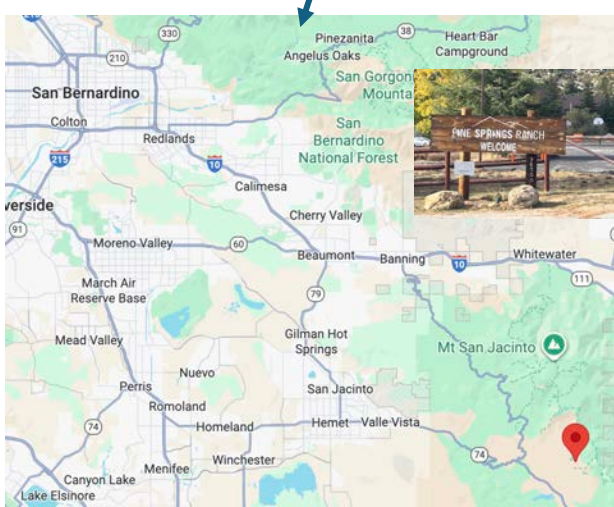 330
Pinezanita
38
Heart Bar
Campground
210
Angelus Oaks
San Gorgon
Mounta
San Bernardino
Colton
Redlands
San
Bernardino
National Forest
PINE SPRINGS RANCH
WELCOME
215
10
Calimesa
verside
91
Cherry Valley
Moreno Valley
60
Beaumont
Banning
10
Whitewater
111
March Air
Reserve Base
79
Gilman Hot
Springs
Mt San Jacinto
Mead Valley
Nuevo
Perris
San Jacinto
Romoland
74
Homeland
Hemet
Valle Vista
74
Winchester
Menifee
Canyon Lake
Lake Elsinore